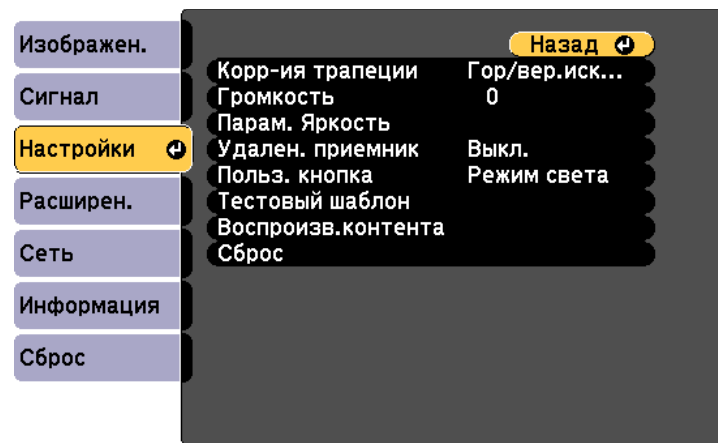 Изображен.
Сигнал
Настройки
Расширен.
Сеть
Информация
Сброс
Назад
Корр-ия трапеции Гор/вер.иск...
Громкость 0
Парам. Яркость
Удален. приемник Выкл.
Польз. кнопка Режим света
Тестовый шаблон
Воспроизв.контента
Сброс